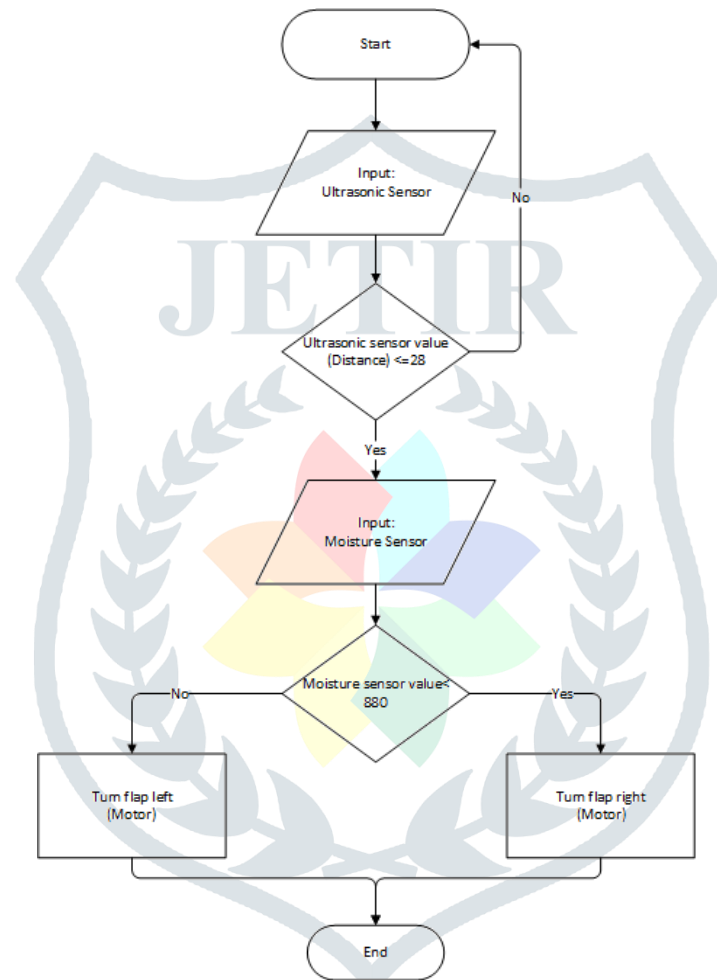 Start
Input:
Ultrasonic Sensor
No
JETIR
Ultrasonic sensor value
(Distance) <=28
Yes
Input:
Moisture Sensor
Moisture sensor value<
880
No
Yes
Turn flap left
(Motor)
Turn flap right
(Motor)
End